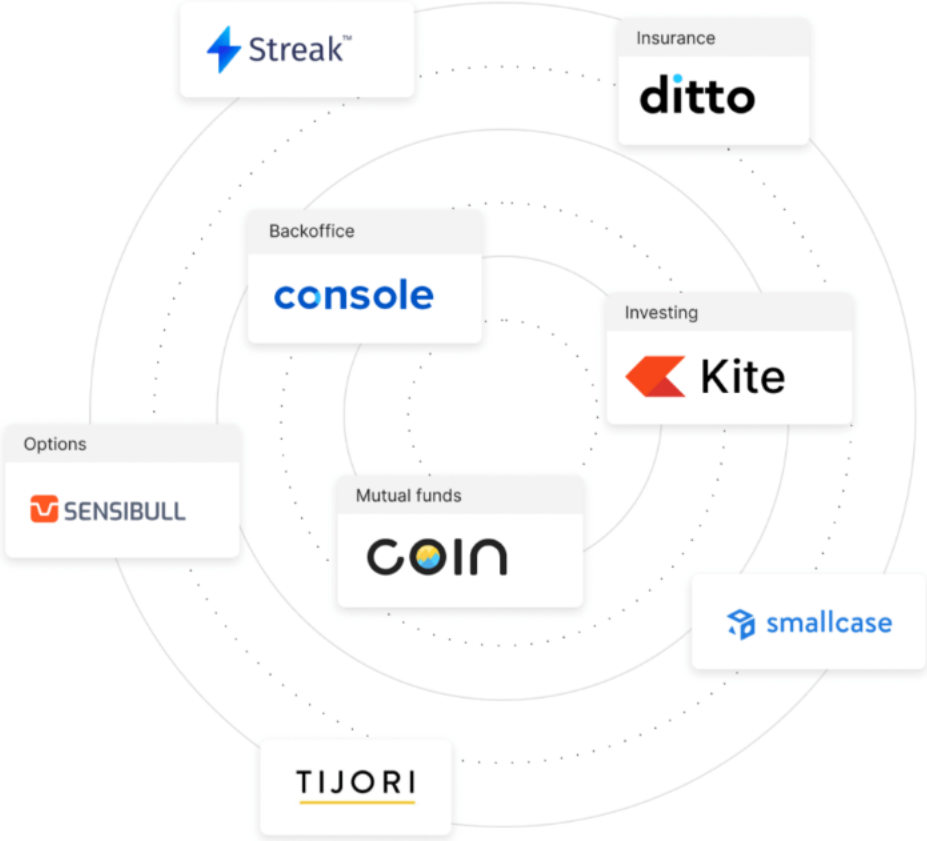 Streak™
Insurance
ditto
Backoffice
console
Investing
Kite
Options
SENSIBULL
Mutual funds
COIN
smallcase
TIJORI